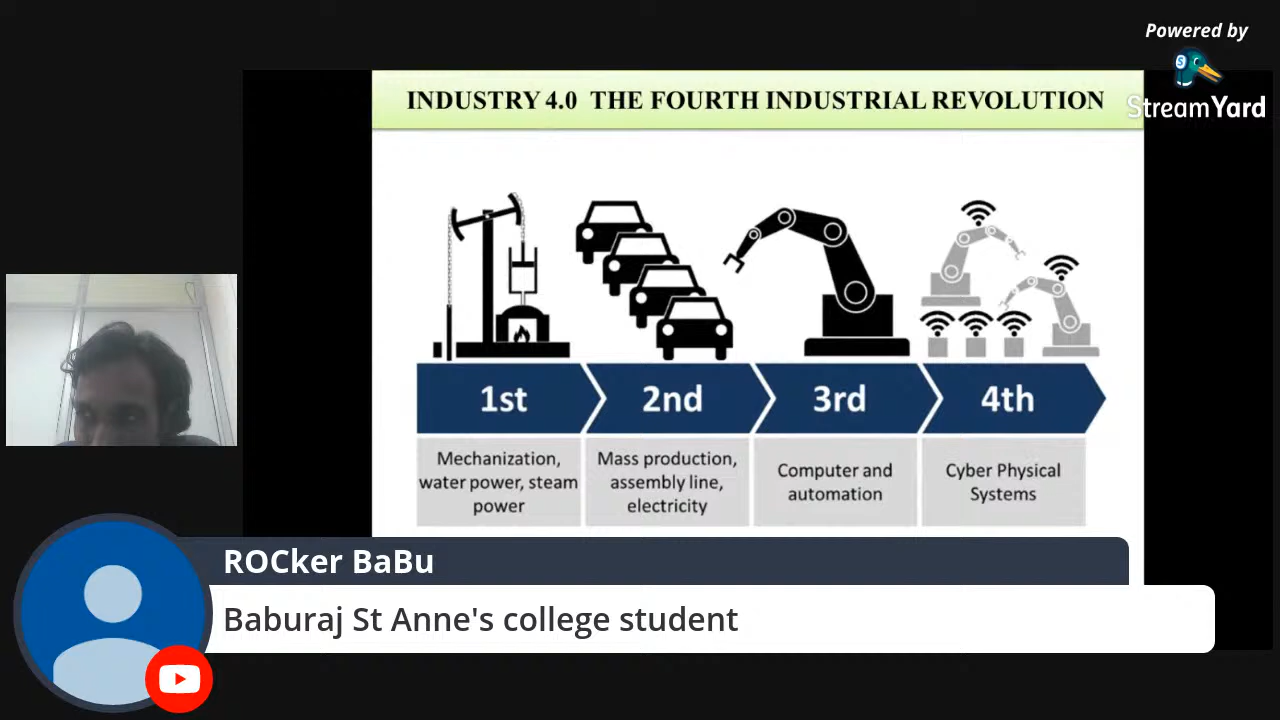 Powered by
StreamYard
INDUSTRY 4.0 THE FOURTH INDUSTRIAL REVOLUTION
1st
2nd
3rd
4th
Mechanization,
water power, steam
power
Mass production,
assembly line,
electricity
Computer and
automation
Cyber Physical
Systems
ROCker BaBu
Baburaj St Anne's college student